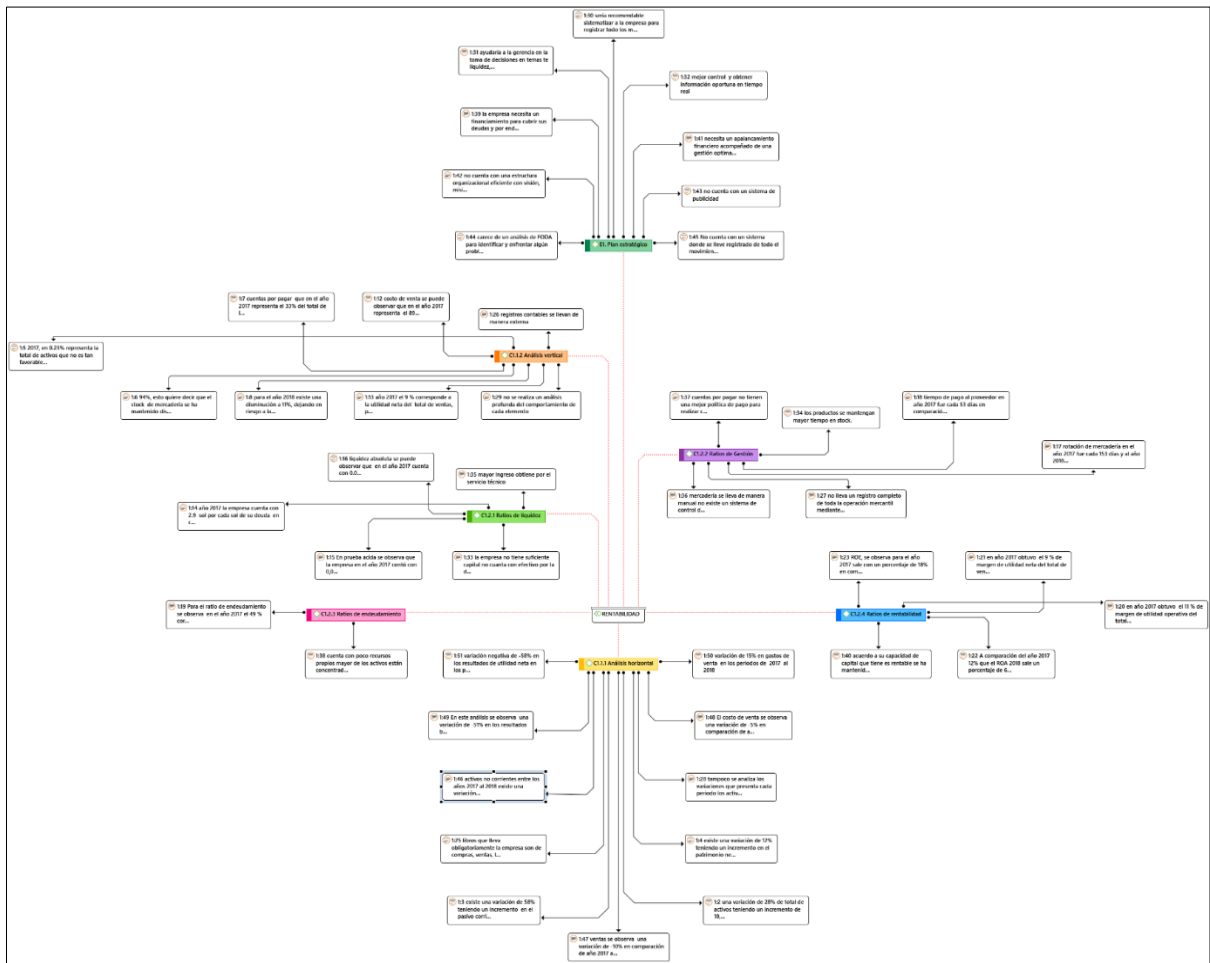 1:30 sería recomendable
sistematizar a la empresa para
registrar todo los m...
1:31 ayudaría a la gerencia en la
toma de decisiones en temas te
liquidez,...
1:32 mejor control y obtener
información oportuna en tiempo
real
1:39 la empresa necesita un
financiamiento para cubrir sus
deudas y por end...
1:41 necesita un apalancamiento
financiero acompañado de una
gestión optima...
1:42 no cuenta con una estructura
organizacional eficiente con visión,
misi...
1:43 no cuenta con un sistema de
publicidad
1:44 carece de un análisis de FODA
para identificar y enfrentar algún
probl...
E1. Plan estratégico
1:45 No cuenta con un sistema
donde se lleve registrado de todo el
movimien...
1:7 cuentas por pagar que en el año
2017 representa el 33% del total de
l...
1:12 costo de venta se puede
observar que en el año 2017
representa el 89...
1:26 registros contables se llevan de
manera externa
1:5 2017, en 0.23% representa la
total de activos que no es tan
favorable...
C1.1.2 Análisis vertical
1:6 94%, esto quiere decir que el
stock de mercadería se ha
mantenido dis...
1:8 para el año 2018 existe una
disminución a 11%, dejando en
riesgo a la...
1:13 año 2017 el 9 % corresponde a
la utilidad neta del total de ventas,
p...
1:29 no se realiza un análisis
profunda del comportamiento de
cada elemento
1:37 cuentas por pagar no tienen
una mejor política de pago para
realizar c...
1:34 los productos se mantengan
mayor tiempo en stock.
1:18 tiempo de pago al proveedor en
año 2017 fue cada 53 días en
comparació...
1:17 rotación de mercadería en el
año 2017 fue cada 153 días y al año
2018,...
C1.2.2 Ratios de Gestión
1:36 mercadería se lleva de manera
manual no existe un sistema de
control d...
1:27 no lleva un registro completo
de toda la operación mercantil
mediante...
1:16 liquidez absoluta se puede
observar que en el año 2017 cuenta
con 0.0...
1:35 mayor ingreso obtiene por el
servicio técnico
1:14 año 2017 la empresa cuenta con
2.9 sol por cada sol de su deuda en
c...
C1.2.1 Ratios de liquidez
1:15 En prueba acida se observa que
la empresa en el año 2017 contó con
0,0...
1:33 la empresa no tiene suficiente
capital no cuenta con efectivo por la
d...
1:23 ROE, se observa para el año
2017 sale con un porcentaje de 18%
en com...
1:21 en año 2017 obtuvo el 9 % de
margen de utilidad neta del total de
ven...
1:20 en año 2017 obtuvo el 11 % de
margen de utilidad operativa del
total...
1:19 Para el ratio de endeudamiento
se observa en el año 2017 el 49 %
cor...
C1.2.3 Ratios de endeudamiento
RENTABILIDAD
C1.2.4 Ratios de rentabilidad
1:38 cuenta con poco recursos
propios mayor de los activos están
concentrad...
1:51 variación negativa de -58% en
los resultados de utilidad neta en
los p...
C1.1.1 Análisis horizontal
1:50 variación de 15% en gastos de
venta en los periodos de 2017 al
2018
1:40 acuerdo a su capacidad de
capital que tiene es rentable se ha
mantenid...
1:22 A comparación del año 2017
12% que el ROA 2018 sale un
porcentaje de 6...
1:49 En este análisis se observa una
variación de -51% en los resultados
b...
1:48 El costo de venta se observa
una variación de -5% en
comparación de a...
1:46 activos no corrientes entre los
años 2017 al 2018 existe una
variación...
1:28 tampoco se analiza las
variaciones que presenta cada
periodo los activ...
1:25 libros que lleva
obligatoriamente la empresa son de
compras, ventas, l...
1:4 existe una variación de 12%
teniendo un incremento en el
patrimonio ne...
1:3 existe una variación de 58%
teniendo un incremento en el
pasivo corri...
1:2 una variación de 28% de total de
activos teniendo un incremento de
10,...
1:47 ventas se observa una
variación de -10% en comparación
de año 2017 a...